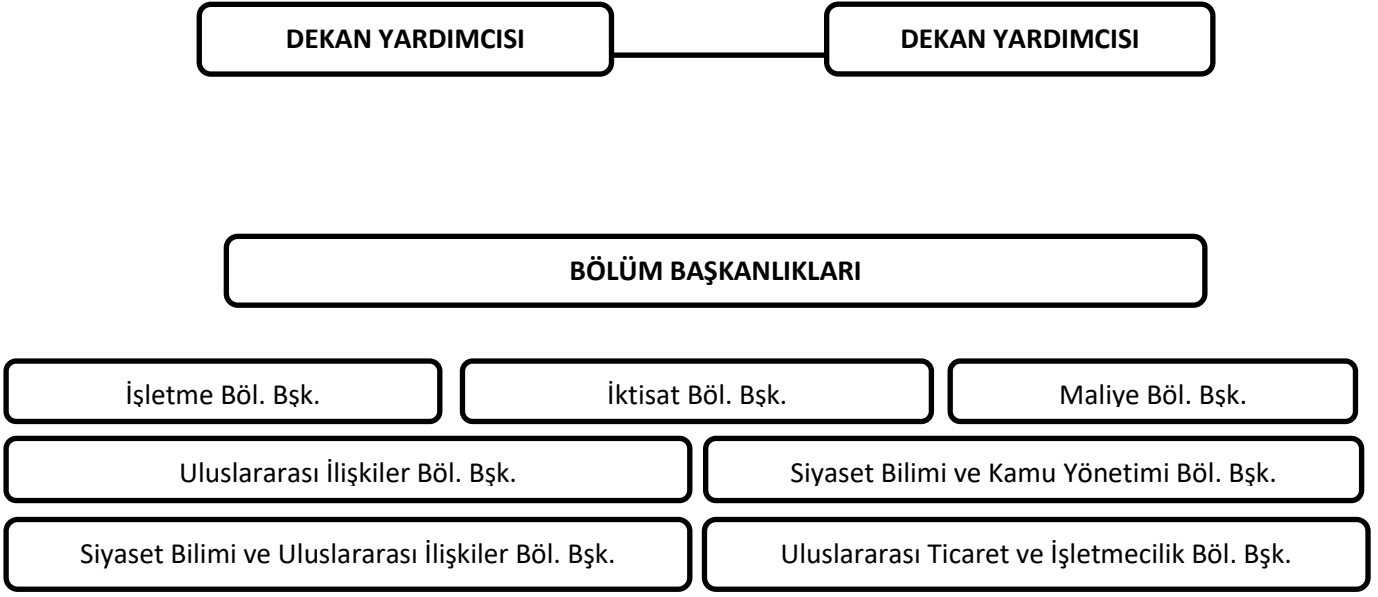 DEKAN YARDIMCISI
DEKAN YARDIMCISI
BÖLÜM BAŞKANLIKLARI
İşletme Böl. Bşk.
İktisat Böl. Bşk.
Maliye Böl. Bşk.
Uluslararası İlişkiler Böl. Bşk.
Siyaset Bilimi ve Kamu Yönetimi Böl. Bşk.
Siyaset Bilimi ve Uluslararası İlişkiler Böl. Bşk.
Uluslararası Ticaret ve İşletmecilik Böl. Bşk.